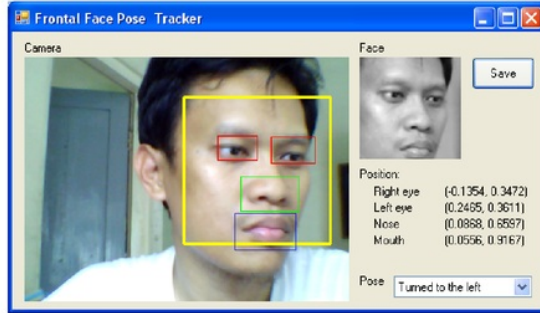 Frontal Face Pose Tracker
Camera
Face
Save
Position:
Right eye (-0.1354, 0.3472)
Left eye (0.2465, 0.3611)
Nose (0.0868, 0.6597)
Mouth (0.0556, 0.9167)
Pose Turned to the left